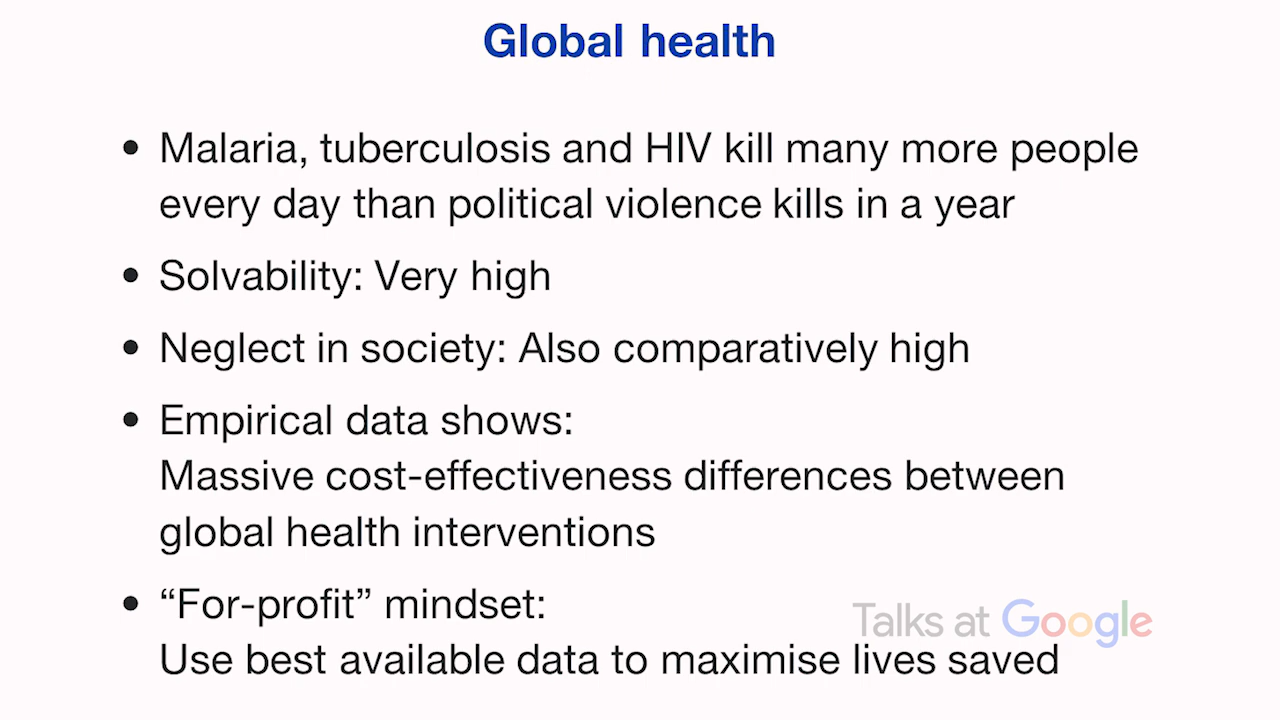 Global health
• Malaria, tuberculosis and HIV kill many more people
every day than political violence kills in a year
• Solvability: Very high
• Neglect in society: Also comparatively high
• Empirical data shows:
Massive cost-effectiveness differences between
global health interventions
• “For-profit” mindset:
Talks at Google
Use best available data to maximise lives saved